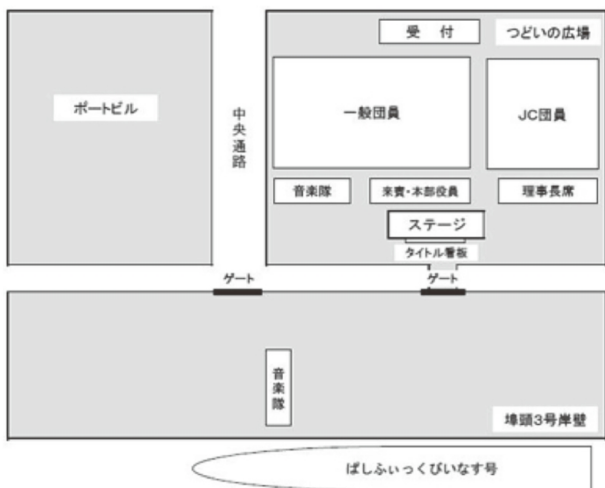 受 付
つどいの広場
ポートビル
中央通路
一般団員
JC団員
音楽隊
来賓・本部役員
理事長席
ステージ
タイトル看板
ゲート
ゲート
音楽隊
埠頭3号岸壁
ぱしふぃっくびいなす号